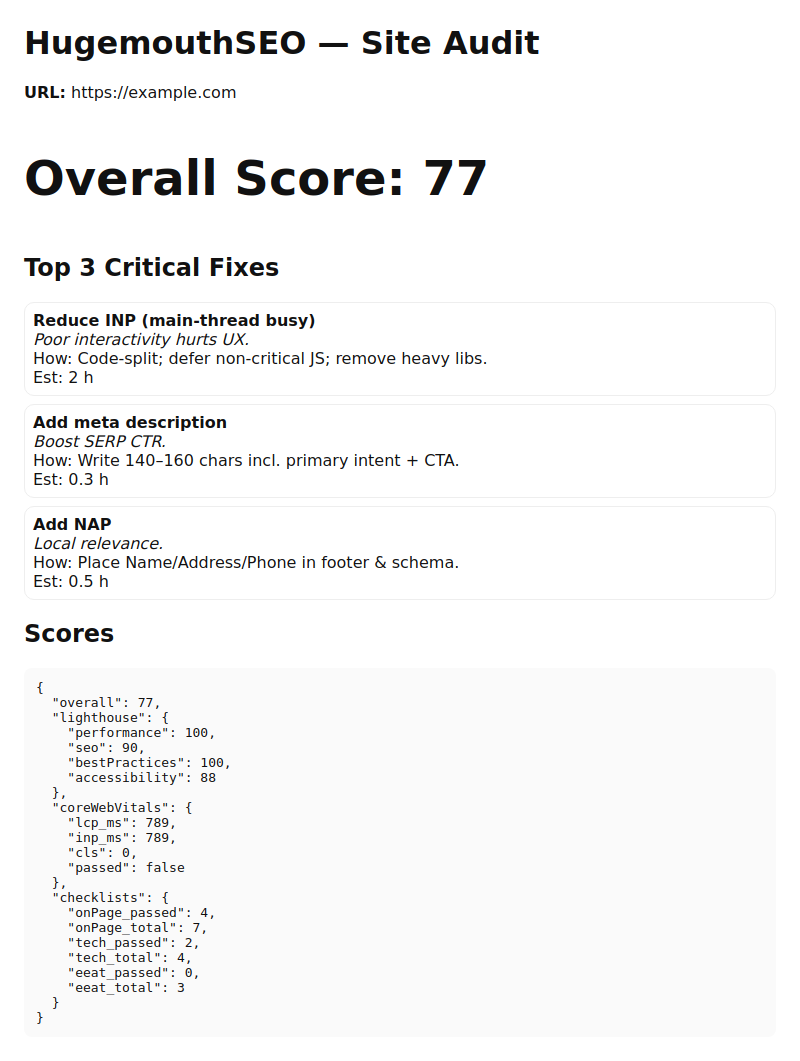 HugemouthSEO — Site Audit
URL: https://example.com
Overall Score: 77
Top 3 Critical Fixes
Reduce INP (main-thread busy)
Poor interactivity hurts UX.
How: Code-split; defer non-critical JS; remove heavy libs.
Est: 2 h
Add meta description
Boost SERP CTR.
How: Write 140–160 chars incl. primary intent + CTA.
Est: 0.3 h
Add NAP
Local relevance.
How: Place Name/Address/Phone in footer & schema.
Est: 0.5 h
Scores
{
  "overall": 77,
  "lighthouse": {
    "performance": 100,
    "seo": 90,
    "bestPractices": 100,
    "accessibility": 88
  },
  "coreWebVitals": {
    "lcp_ms": 789,
    "inp_ms": 789,
    "cls": 0,
    "passed": false
  },
  "checklists": {
    "onPage_passed": 4,
    "onPage_total": 7,
    "tech_passed": 2,
    "tech_total": 4,
    "eeat_passed": 0,
    "eeat_total": 3
  }
}